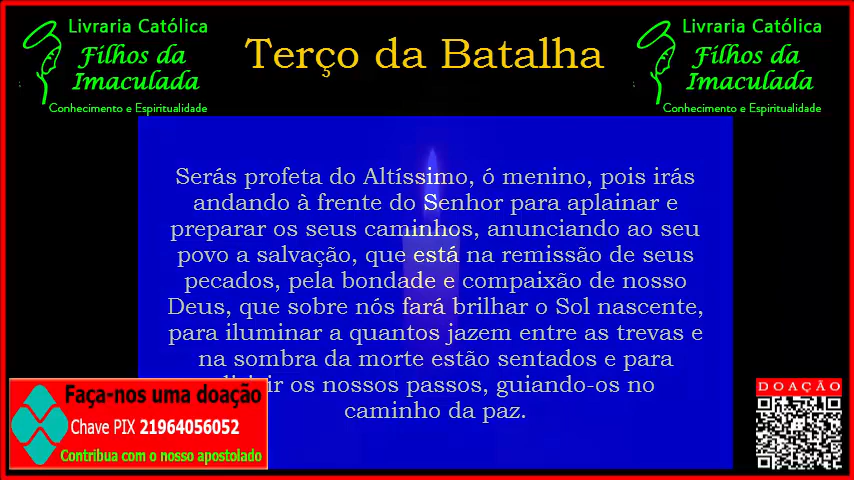 Livraria Católica
Filhos da
Imaculada
Conhecimento e Espiritualidade
Terço da Batalha
Livraria Católica
Filhos da
Imaculada
Conhecimento e Espiritualidade
Serás profeta do Altíssimo, ó menino, pois irás
andando à frente do Senhor para aplainar e
preparar os seus caminhos, anunciando ao seu
povo a salvação, que está na remissão de seus
pecados, pela bondade e compaixão de nosso
Deus, que sobre nós fará brilhar o Sol nascente,
para iluminar a quantos jazem entre as trevas e
na sombra da morte estão sentados e para
os nossos passos, guiando-os no
caminho da paz.
Faça-nos uma doação
Chave PIX 21964056052
Contribua com o nosso apostolado
DOAÇÃO